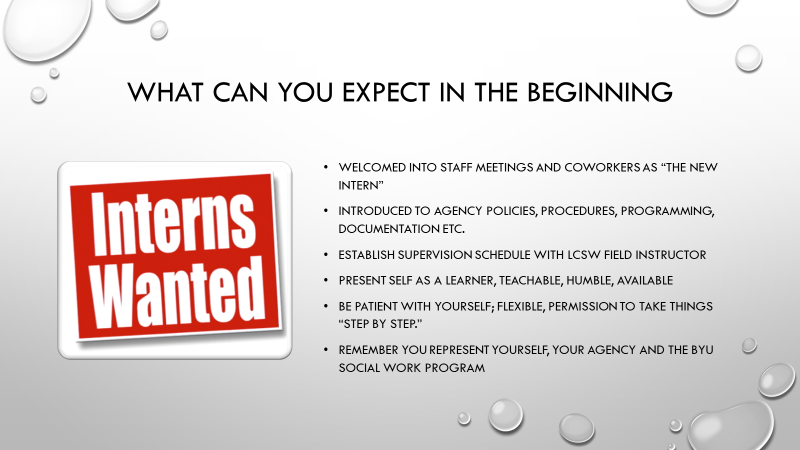 WHAT CAN YOU EXPECT IN THE BEGINNING
Interns
Wanted
• WELCOMED INTO STAFF MEETINGS AND COWORKERS AS “THE NEW
INTERN”
• INTRODUCED TO AGENCY POLICIES, PROCEDURES, PROGRAMMING,
DOCUMENTATION ETC.
• ESTABLISH SUPERVISION SCHEDULE WITH LCSW FIELD INSTRUCTOR
• PRESENT SELF AS A LEARNER, TEACHABLE, HUMBLE, AVAILABLE
• BE PATIENT WITH YOURSELF; FLEXIBLE, PERMISSION TO TAKE THINGS
“STEP BY STEP.”
• REMEMBER YOU REPRESENT YOURSELF, YOUR AGENCY AND THE BYU
SOCIAL WORK PROGRAM